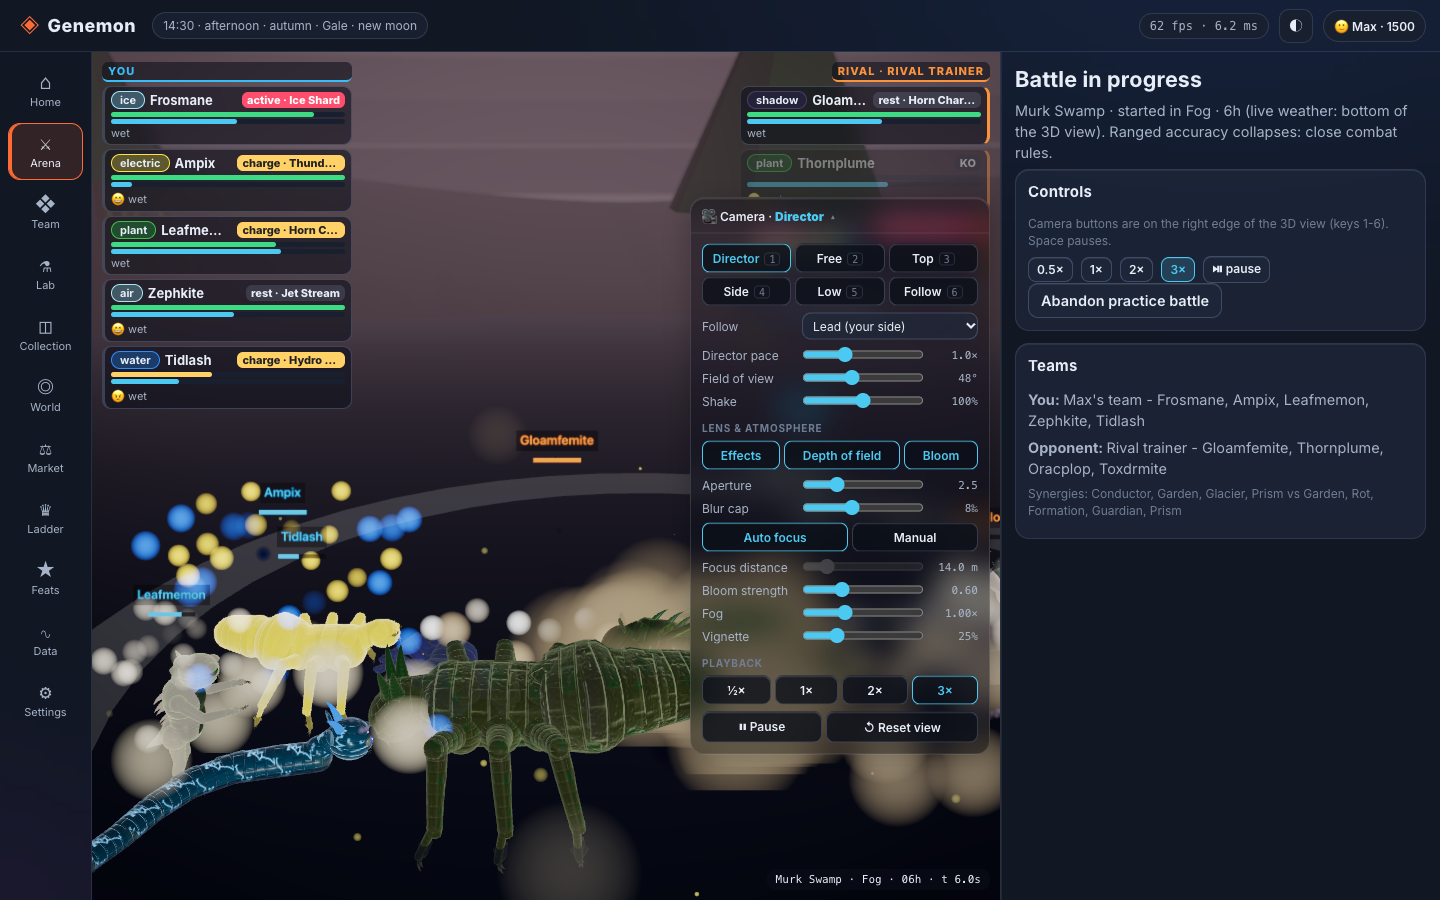 Genemon
14:30 · afternoon · autumn · Gale · new moon
62 fps · 6.2 ms
Max · 1500
Home
Arena
Team
Lab
Collection
World
Market
Ladder
Feats
Data
Settings
YOU
ice Frosmane active · Ice Shard
wet
electric Ampix charge · Thund...
wet
plant Leafme... charge · Horn C...
wet
air Zephkite rest · Jet Stream
wet
water Tidlash charge · Hydro ...
wet
RIVAL · RIVAL TRAINER
shadow Gloam... rest · Horn Char...
wet
plant Thornplume KO
Gloamfemite
Ampix
Tidlash
Leafmemon
Camera · Director
Director 1 Free 2 Top 3
Side 4 Low 5 Follow 6
Follow Lead (your side)
Director pace 1.0×
Field of view 48°
Shake 100%
LENS & ATMOSPHERE
Effects Depth of field Bloom
Aperture 2.5
Blur cap 8‰
Auto focus Manual
Focus distance 14.0 m
Bloom strength 0.60
Fog 1.00×
Vignette 25%
PLAYBACK
½× 1× 2× 3×
Pause Reset view
Murk Swamp · Fog · 06h · t 6.0s
Battle in progress
Murk Swamp · started in Fog · 6h (live weather: bottom of
the 3D view). Ranged accuracy collapses: close combat
rules.
Controls
Camera buttons are on the right edge of the 3D view (keys 1-6).
Space pauses.
0.5× 1× 2× 3× pause
Abandon practice battle
Teams
You: Max's team - Frosmane, Ampix, Leafmemon,
Zephkite, Tidlash
Opponent: Rival trainer - Gloamfemite, Thornplume,
Oracplop, Toxdrmite
Synergies: Conductor, Garden, Glacier, Prism vs Garden, Rot,
Formation, Guardian, Prism